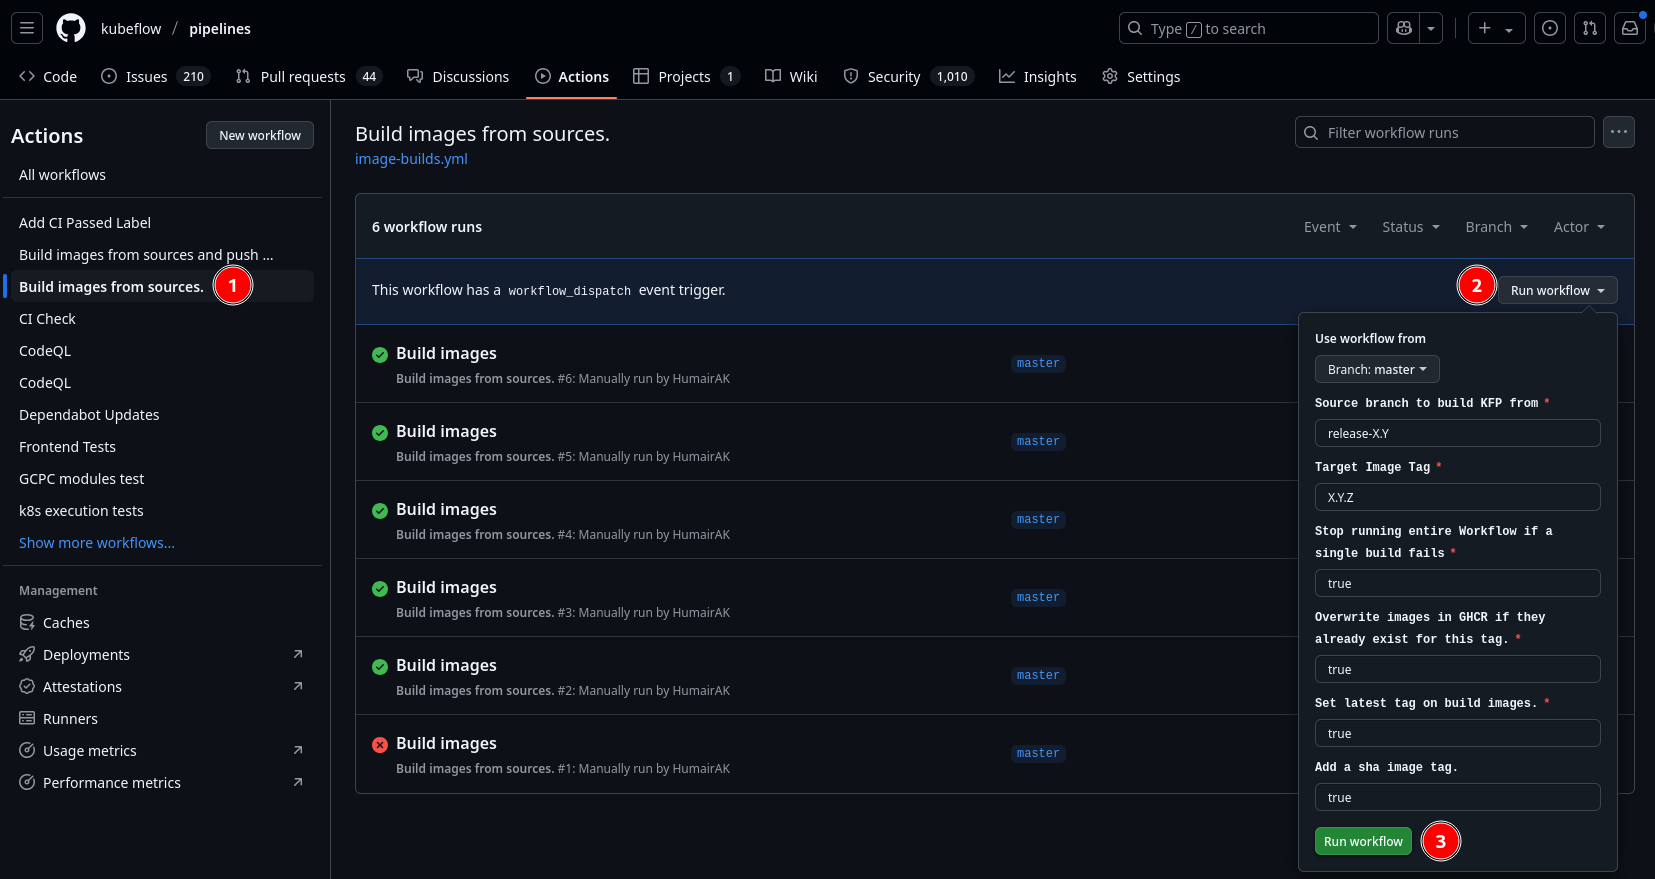 kubeflow / pipelines
Type / to search
Code
Issues 210
Pull requests 44
Discussions
Actions
Projects 1
Wiki
Security 1,010
Insights
Settings
Actions
New workflow
All workflows
Add CI Passed Label
Build images from sources and push ...
Build images from sources.
1
CI Check
CodeQL
CodeQL
Dependabot Updates
Frontend Tests
GCPC modules test
k8s execution tests
Show more workflows...
Management
Caches
Deployments
Attestations
Runners
Usage metrics
Performance metrics
Build images from sources.
image-builds.yml
Filter workflow runs
6 workflow runs
Event
Status
Branch
Actor
This workflow has a workflow_dispatch event trigger.
2
Run workflow
Build images
Build images from sources. #6: Manually run by HumairAK
master
Build images
Build images from sources. #5: Manually run by HumairAK
master
Build images
Build images from sources. #4: Manually run by HumairAK
master
Build images
Build images from sources. #3: Manually run by HumairAK
master
Build images
Build images from sources. #2: Manually run by HumairAK
master
Build images
Build images from sources. #1: Manually run by HumairAK
master
Use workflow from
Branch: master
Source branch to build KFP from *
release-X.Y
Target Image Tag *
X.Y.Z
Stop running entire Workflow if a
single build fails *
true
Overwrite images in GHCR if they
already exist for this tag. *
true
Set latest tag on build images. *
true
Add a sha image tag.
true
Run workflow
3